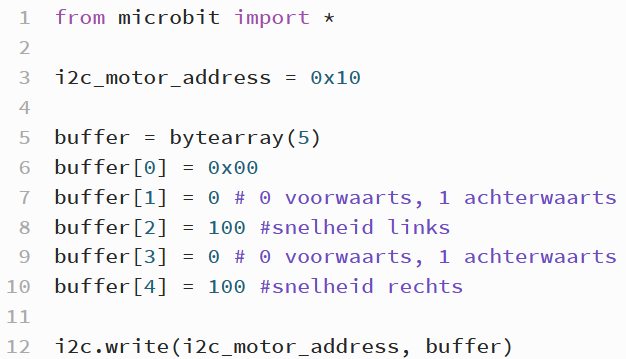 1 from microbit import *
2
3 i2c_motor_address = 0x10
4
5 buffer = bytearray(5)
6 buffer[0] = 0x00
7 buffer[1] = 0 # 0 voorwaarts, 1 achterwaarts
8 buffer[2] = 100 #snelheid links
9 buffer[3] = 0 # 0 voorwaarts, 1 achterwaarts
10 buffer[4] = 100 #snelheid rechts
11
12 i2c.write(i2c_motor_address, buffer)